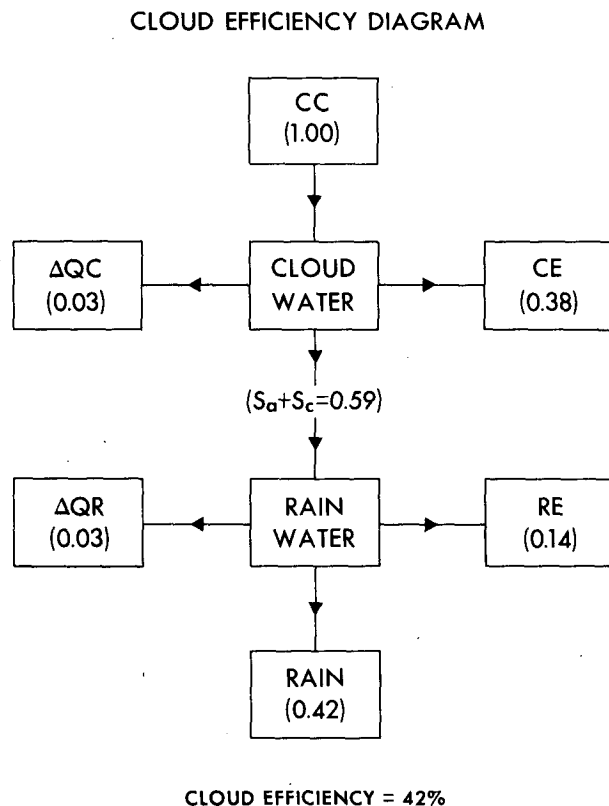 CLOUD EFFICIENCY DIAGRAM
CC
(1.00)
ΔQC
(0.03)
CLOUD
WATER
CE
(0.38)
(Sa+Sc=0.59)
ΔQR
(0.03)
RAIN
WATER
RE
(0.14)
RAIN
(0.42)
CLOUD EFFICIENCY = 42%